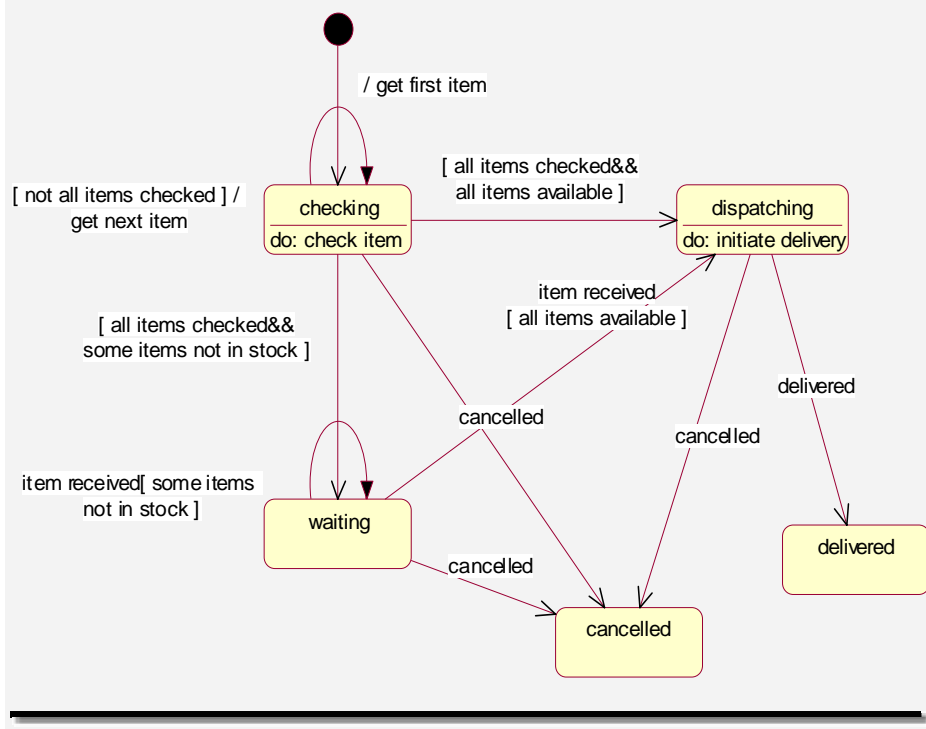 / get first item
[ all items checked&&
all items available ]
[ not all items checked ] /
get next item
checking
do: check item
dispatching
do: initiate delivery
item received
[ all items available ]
[ all items checked&&
some items not in stock ]
delivered
cancelled
cancelled
item received[ some items
not in stock ]
waiting
delivered
cancelled
cancelled